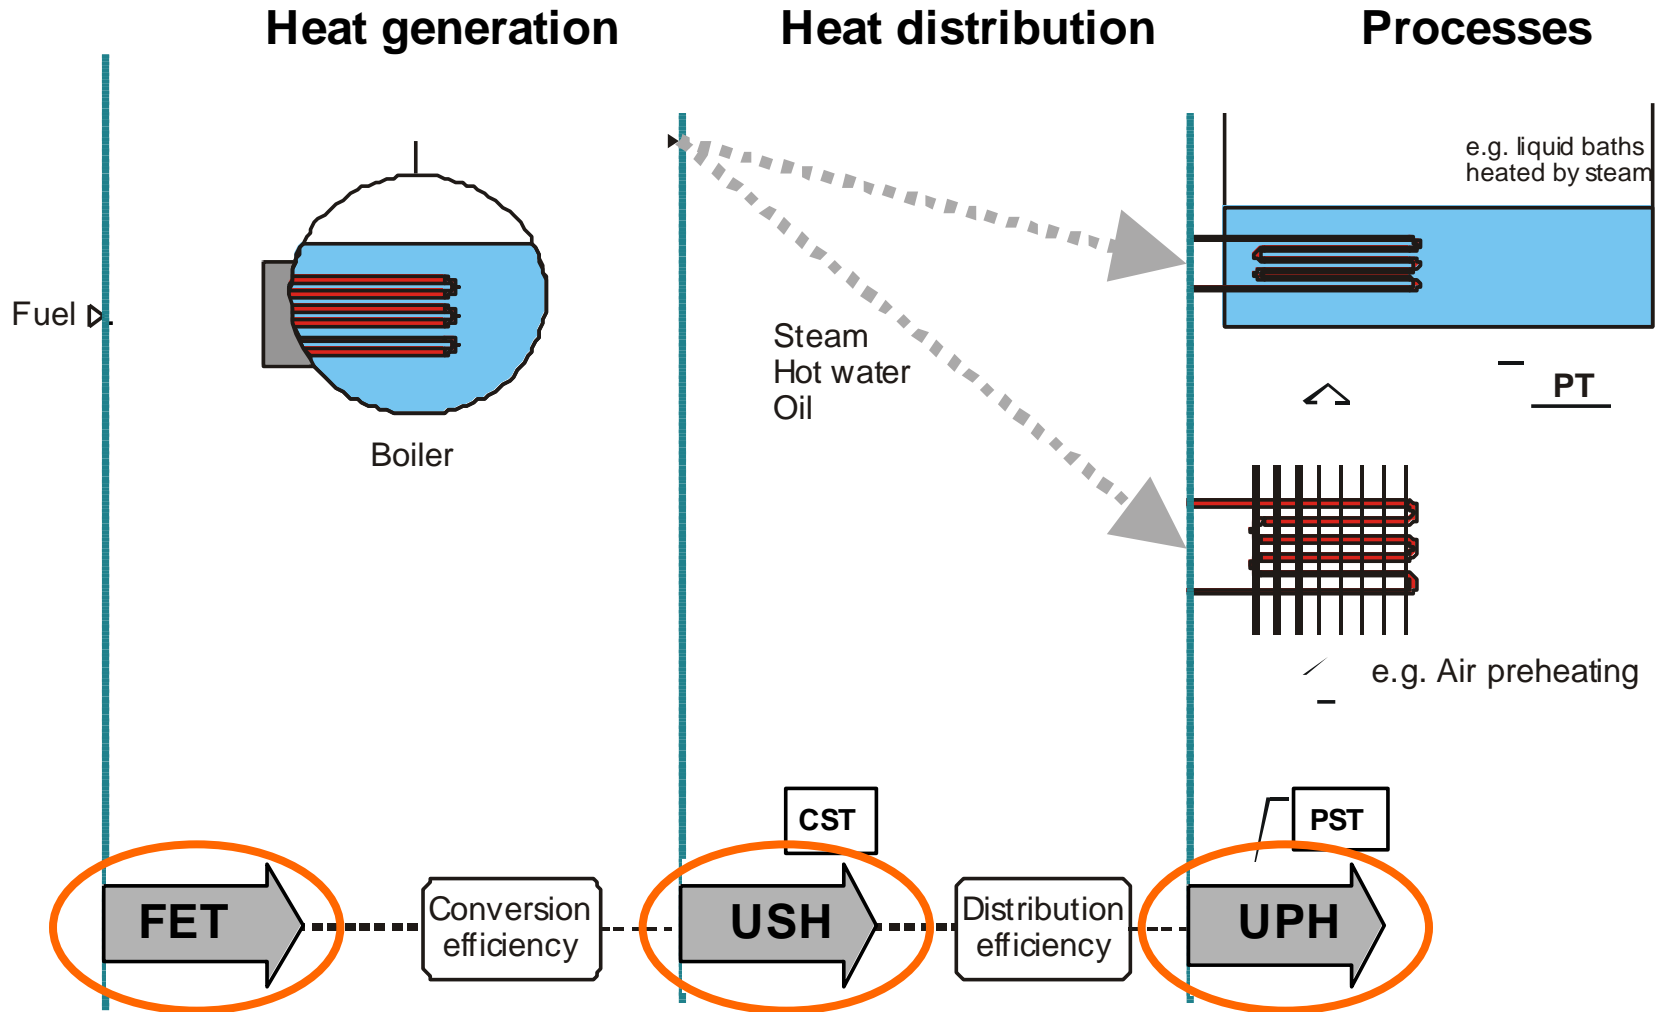 Heat generation
Heat distribution
Processes
e.g. liquid baths
heated by steam
Fuel
Steam
Hot water
Oil
PT
Boiler
e.g. Air preheating
CST
PST
FET
Conversion
efficiency
USH
Distribution
efficiency
UPH